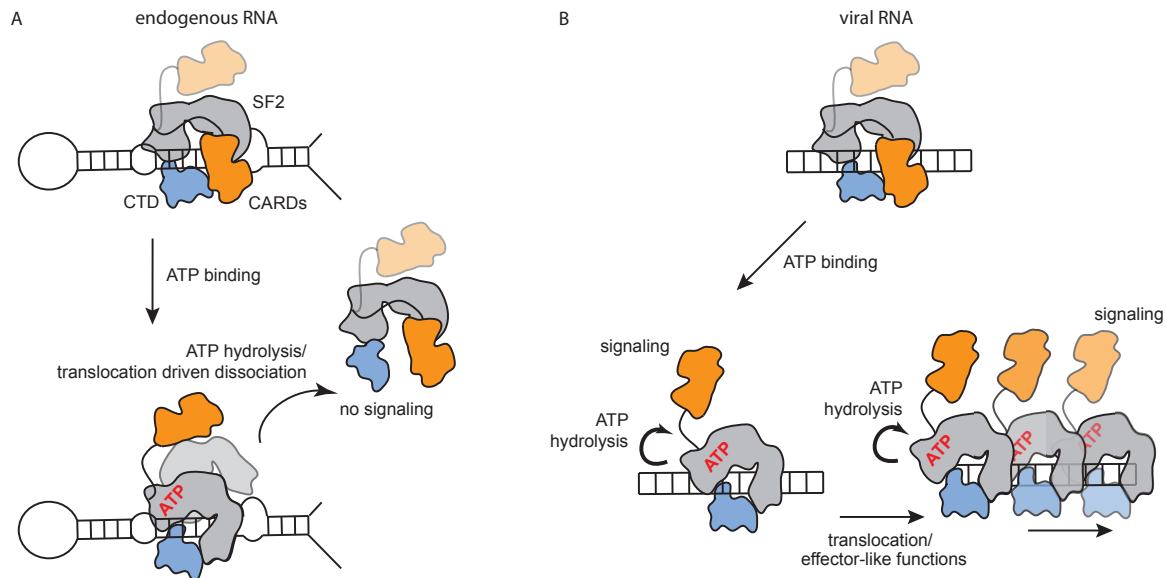 A
endogenous RNA
SF2
CTD
CARDs
ATP binding
ATP hydrolysis/
translocation driven dissociation
no signaling
ATP
B
viral RNA
ATP binding
signaling
ATP
hydrolysis
ATP
signaling
ATP
hydrolysis
ATP
ATP
ATP
translocation/
effector-like functions